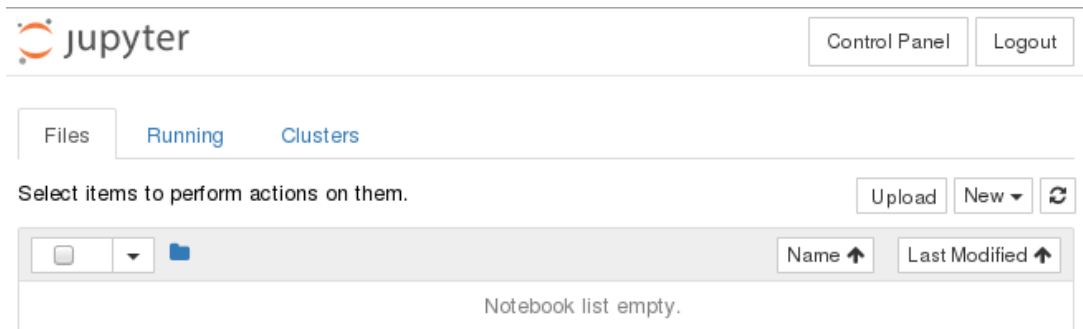 jupyter
Control Panel Logout
Files Running Clusters
Select items to perform actions on them.
Upload New
Name Last Modified
Notebook list empty.